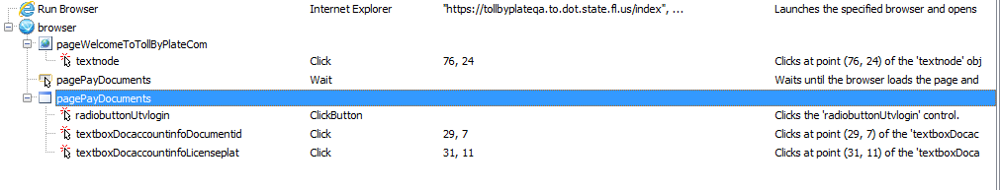 Run Browser Internet Explorer "https://tollbyplateqa.to.dot.state.fl.us/index", ... Launches the specified browser and opens
browser
pageWelcomeToTollByPlateCom
textnode Click 76, 24 Clicks at point (76, 24) of the 'textnode' obj
pagePayDocuments Wait Waits until the browser loads the page and
pagePayDocuments
radiobuttonUtvlogin ClickButton Clicks the 'radiobuttonUtvlogin' control.
textboxDocaccountinfoDocumentid Click 29, 7 Clicks at point (29, 7) of the 'textboxDocac
textboxDocaccountinfoLicenseplat Click 31, 11 Clicks at point (31, 11) of the 'textboxDoca